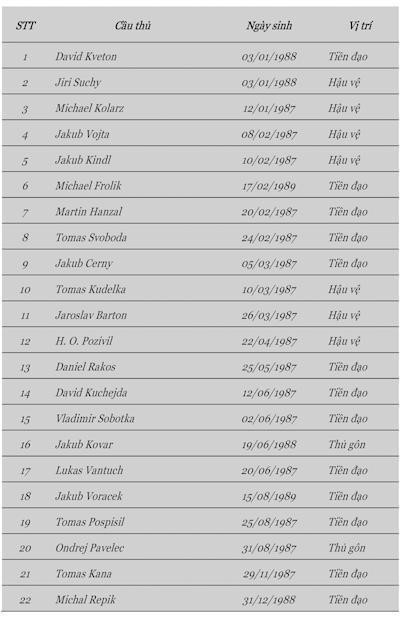 STT Cầu thủ Ngày sinh Vị trí
1 David Kveton 03/01/1988 Tiền đạo
2 Jiri Suchy 03/01/1988 Hậu vệ
3 Michael Kolarz 12/01/1987 Hậu vệ
4 Jakub Vojta 08/02/1987 Hậu vệ
5 Jakub Kindl 10/02/1987 Hậu vệ
6 Michael Frolik 17/02/1989 Tiền đạo
7 Martin Hanzal 20/02/1987 Tiền đạo
8 Tomas Svoboda 24/02/1987 Tiền đạo
9 Jakub Cerny 05/03/1987 Tiền đạo
10 Tomas Kudelka 10/03/1987 Hậu vệ
11 Jaroslav Barton 26/03/1987 Hậu vệ
12 H. O. Pozivil 22/04/1987 Hậu vệ
13 Daniel Rakos 25/05/1987 Tiền đạo
14 David Kuchejda 12/06/1987 Tiền đạo
15 Vladimir Sobotka 02/06/1987 Tiền đạo
16 Jakub Kovar 19/06/1988 Thủ gôn
17 Lukas Vantuch 20/06/1987 Tiền đạo
18 Jakub Voracek 15/08/1989 Tiền đạo
19 Tomas Pospisil 25/08/1987 Tiền đạo
20 Ondrej Pavelec 31/08/1987 Thủ gôn
21 Tomas Kana 29/11/1987 Tiền đạo
22 Michal Repik 31/12/1988 Tiền đạo